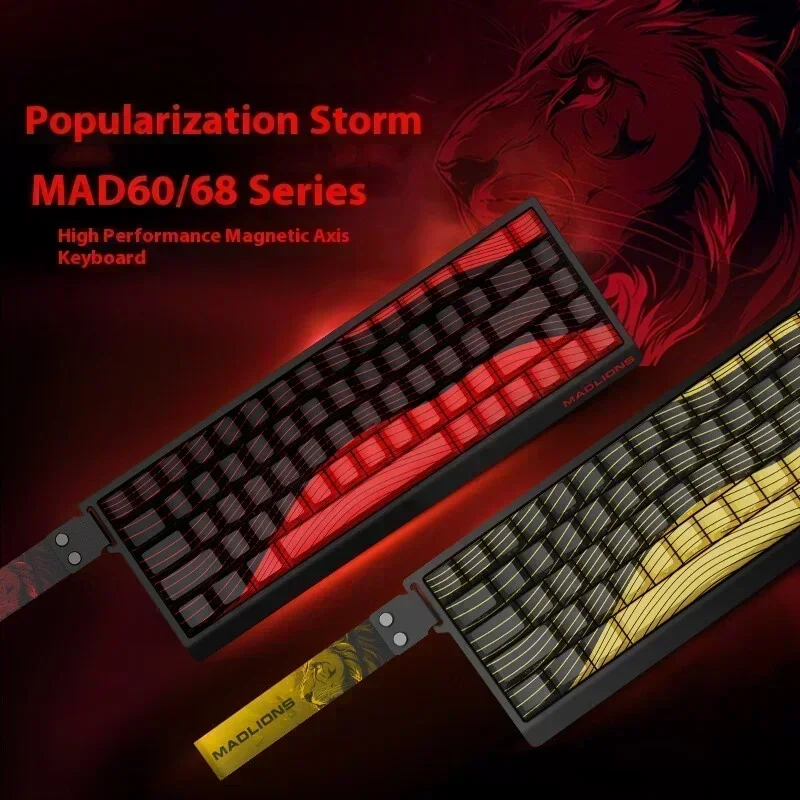 Popularization Storm
MAD60/68 Series
High Performance Magnetic Axis
Keyboard
MADLIONS
MADLIONS